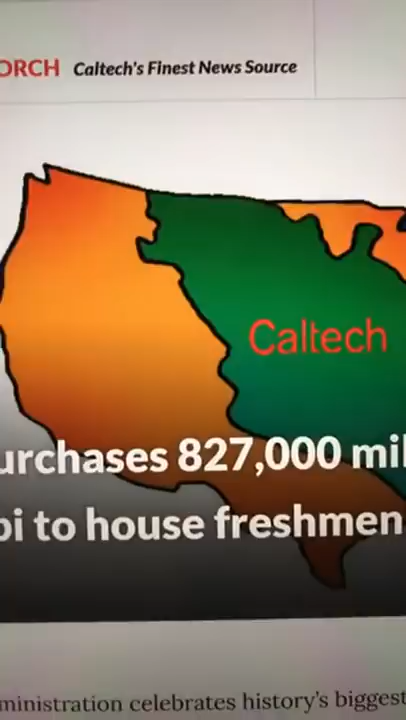 ORCH Caltech's Finest News Source
Caltech
urchases 827,000 mil
pi to house freshmen
ministration celebrates history's biggest